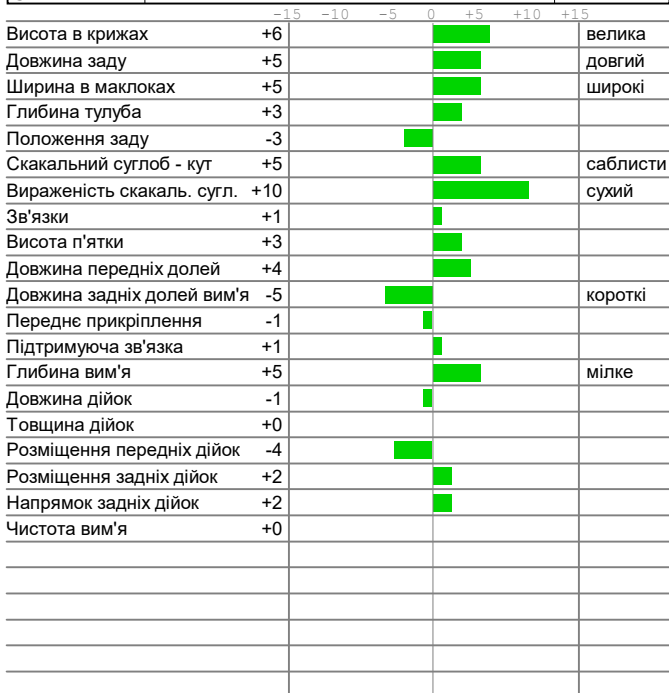 -15 -10 -5 0 +5 +10 +15
Висота в крижах +6 велика
Довжина заду +5 довгий
Ширина в маклоках +5 широкі
Глибина тулуба +3
Положення заду -3
Скакальний суглоб - кут +5 саблисти
Вираженість скакаль. сугл. +10 сухий
Зв'язки +1
Висота п'ятки +3
Довжина передніх долей +4
Довжина задніх долей вим'я -5 короткі
Переднє прикріплення -1
Підтримуюча зв'язка +1
Глибина вим'я +5 мілке
Довжина дійок -1
Товщина дійок +0
Розміщення передніх дійок -4
Розміщення задніх дійок +2
Напрямок задніх дійок +2
Чистота вим'я +0